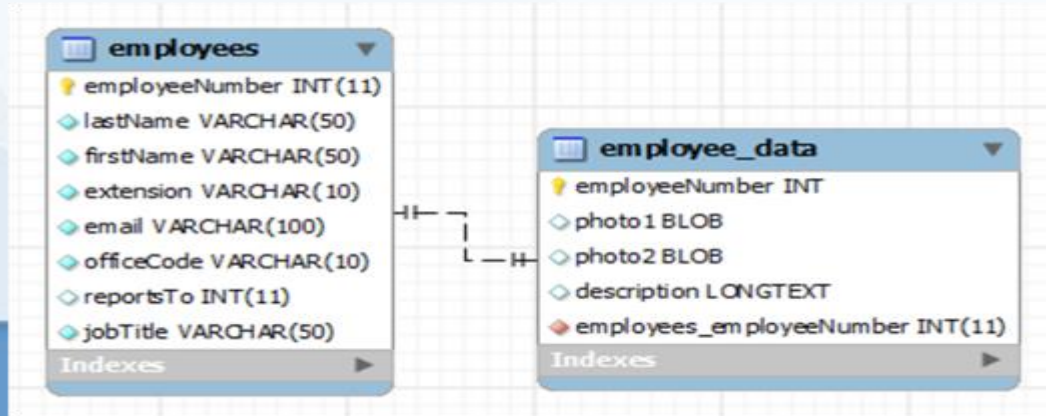 employees
employeeNumber INT(11)
lastName VARCHAR(50)
firstName VARCHAR(50)
extension VARCHAR(10)
email VARCHAR(100)
officeCode VARCHAR(10)
reportsTo INT(11)
jobTitle VARCHAR(50)
Indexes
employee_data
employeeNumber INT
photo1 BLOB
photo2 BLOB
description LONGTEXT
employees_employeeNumber INT(11)
Indexes